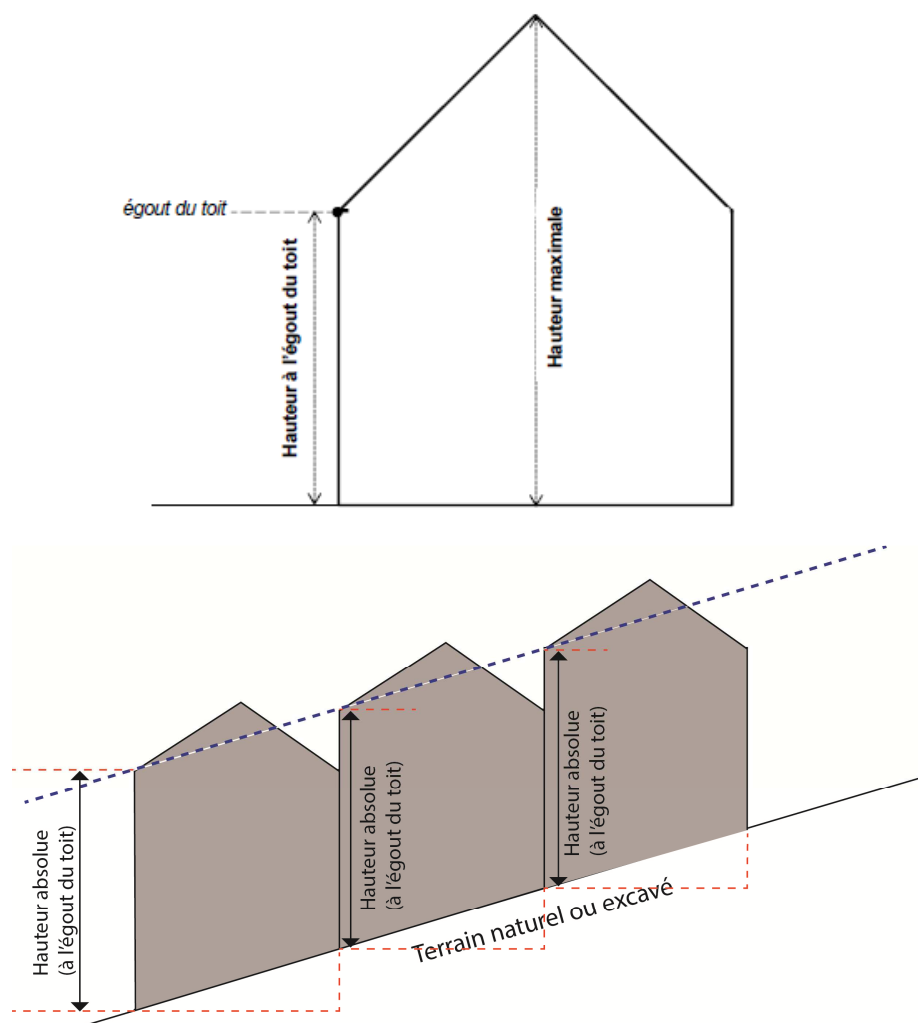 égout du toit
Hauteur à l'égout du toit
Hauteur maximale
Hauteur absolue
(à l'égout du toit)
Hauteur absolue
(à l'égout du toit)
Hauteur absolue
(à l'égout du toit)
Terrain naturel ou excavé